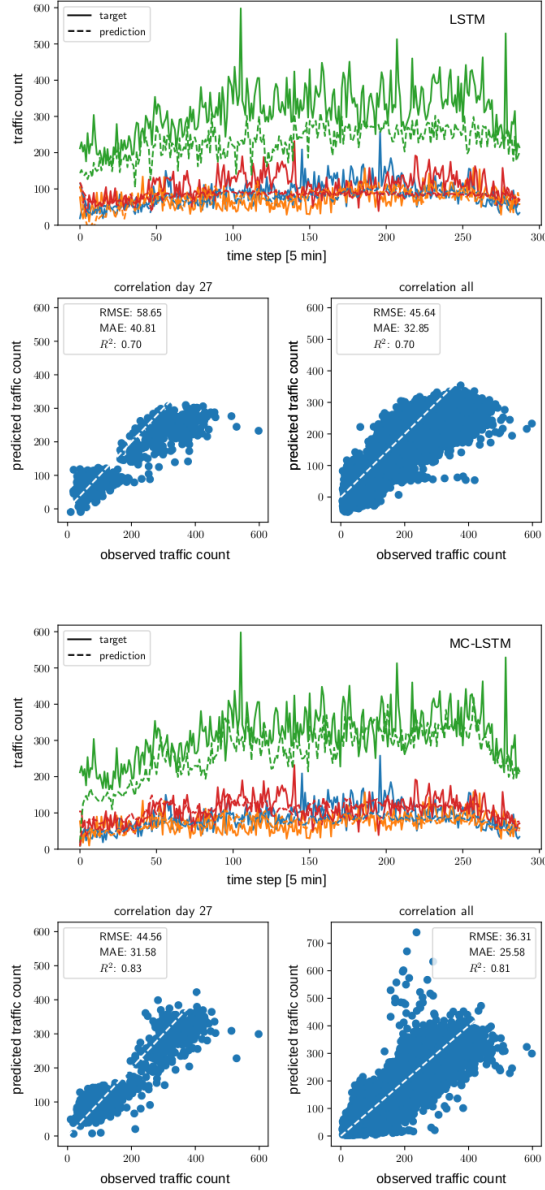 LSTM
target
prediction
600
500
400
300
200
100
0
traffic count
0 50 100 150 200 250 300
time step [5 min]
correlation day 27
RMSE: 58.65
MAE: 40.81
R²: 0.70
600
500
400
300
200
100
0
predicted traffic count
0 200 400 600
observed traffic count
correlation all
RMSE: 45.64
MAE: 32.85
R²: 0.70
600
500
400
300
200
100
0
predicted traffic count
0 200 400 600
observed traffic count
MC-LSTM
target
prediction
600
500
400
300
200
100
0
traffic count
0 50 100 150 200 250 300
time step [5 min]
correlation day 27
RMSE: 44.56
MAE: 31.58
R²: 0.83
600
500
400
300
200
100
0
predicted traffic count
0 200 400 600
observed traffic count
correlation all
RMSE: 36.31
MAE: 25.58
R²: 0.81
700
600
500
400
300
200
100
0
predicted traffic count
0 200 400 600
observed traffic count